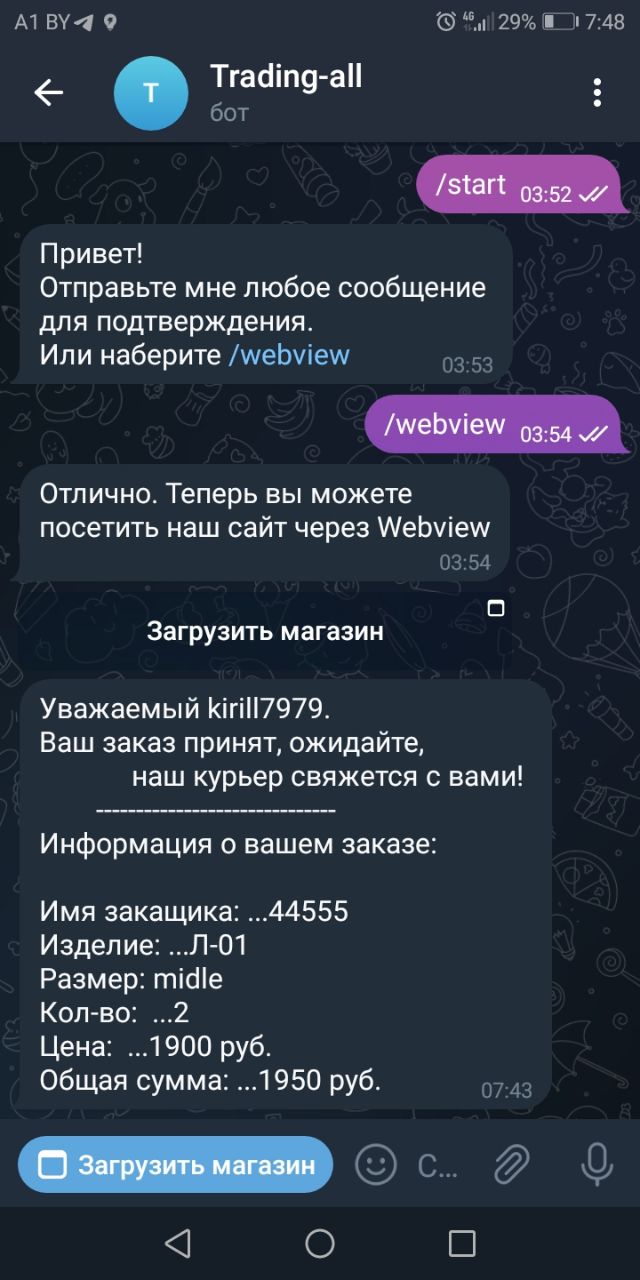 A1 BY 4G 29% 7:48
T
Trading-all
бот
/start 03:52
Привет!
Отправьте мне любое сообщение
для подтверждения.
Или наберите /webview 03:53
/webview 03:54
Отлично. Теперь вы можете
посетить наш сайт через Webview
03:54
Загрузить магазин
Уважаемый kirill7979.
Ваш заказ принят, ожидайте,
наш курьер свяжется с вами!
------------------------------
Информация о вашем заказе:
Имя закащика: ...44555
Изделие: ...Л-01
Размер: midle
Кол-во: ...2
Цена: ...1900 руб.
Общая сумма: ...1950 руб. 07:43
Загрузить магазин С...